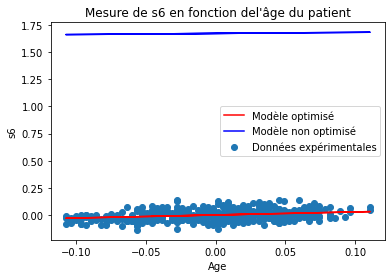 Mesure de s6 en fonction del'âge du patient
1.75
1.50
1.25
1.00
0.75
0.50
0.25
0.00
s6
Modèle optimisé
Modèle non optimisé
Données expérimentales
−0.10
−0.05
0.00
0.05
0.10
Age